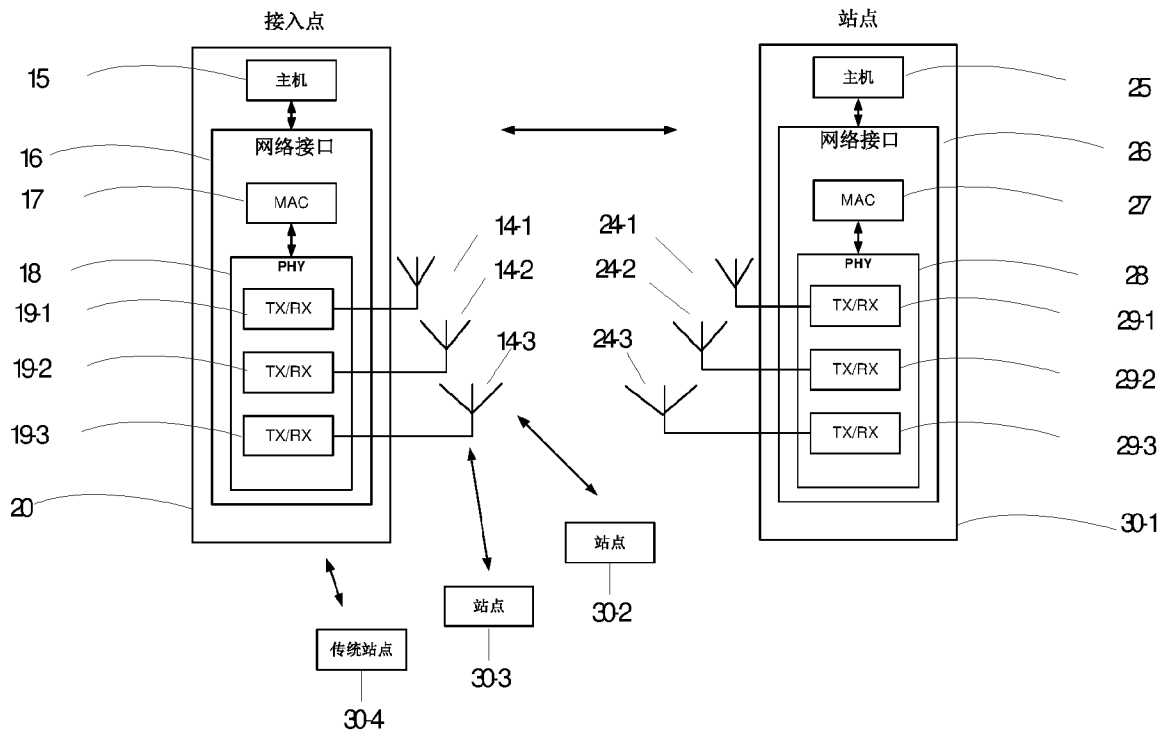 接入点
15
主机
16
网络接口
17
MAC
18
PHY
19-1
TX/RX
19-2
TX/RX
19-3
TX/RX
20
14-1
14-2
14-3
站点
主机
25
网络接口
26
MAC
27
PHY
28
24-1
TX/RX
29-1
24-2
TX/RX
29-2
24-3
TX/RX
29-3
30-1
站点
30-2
站点
30-3
传统站点
30-4